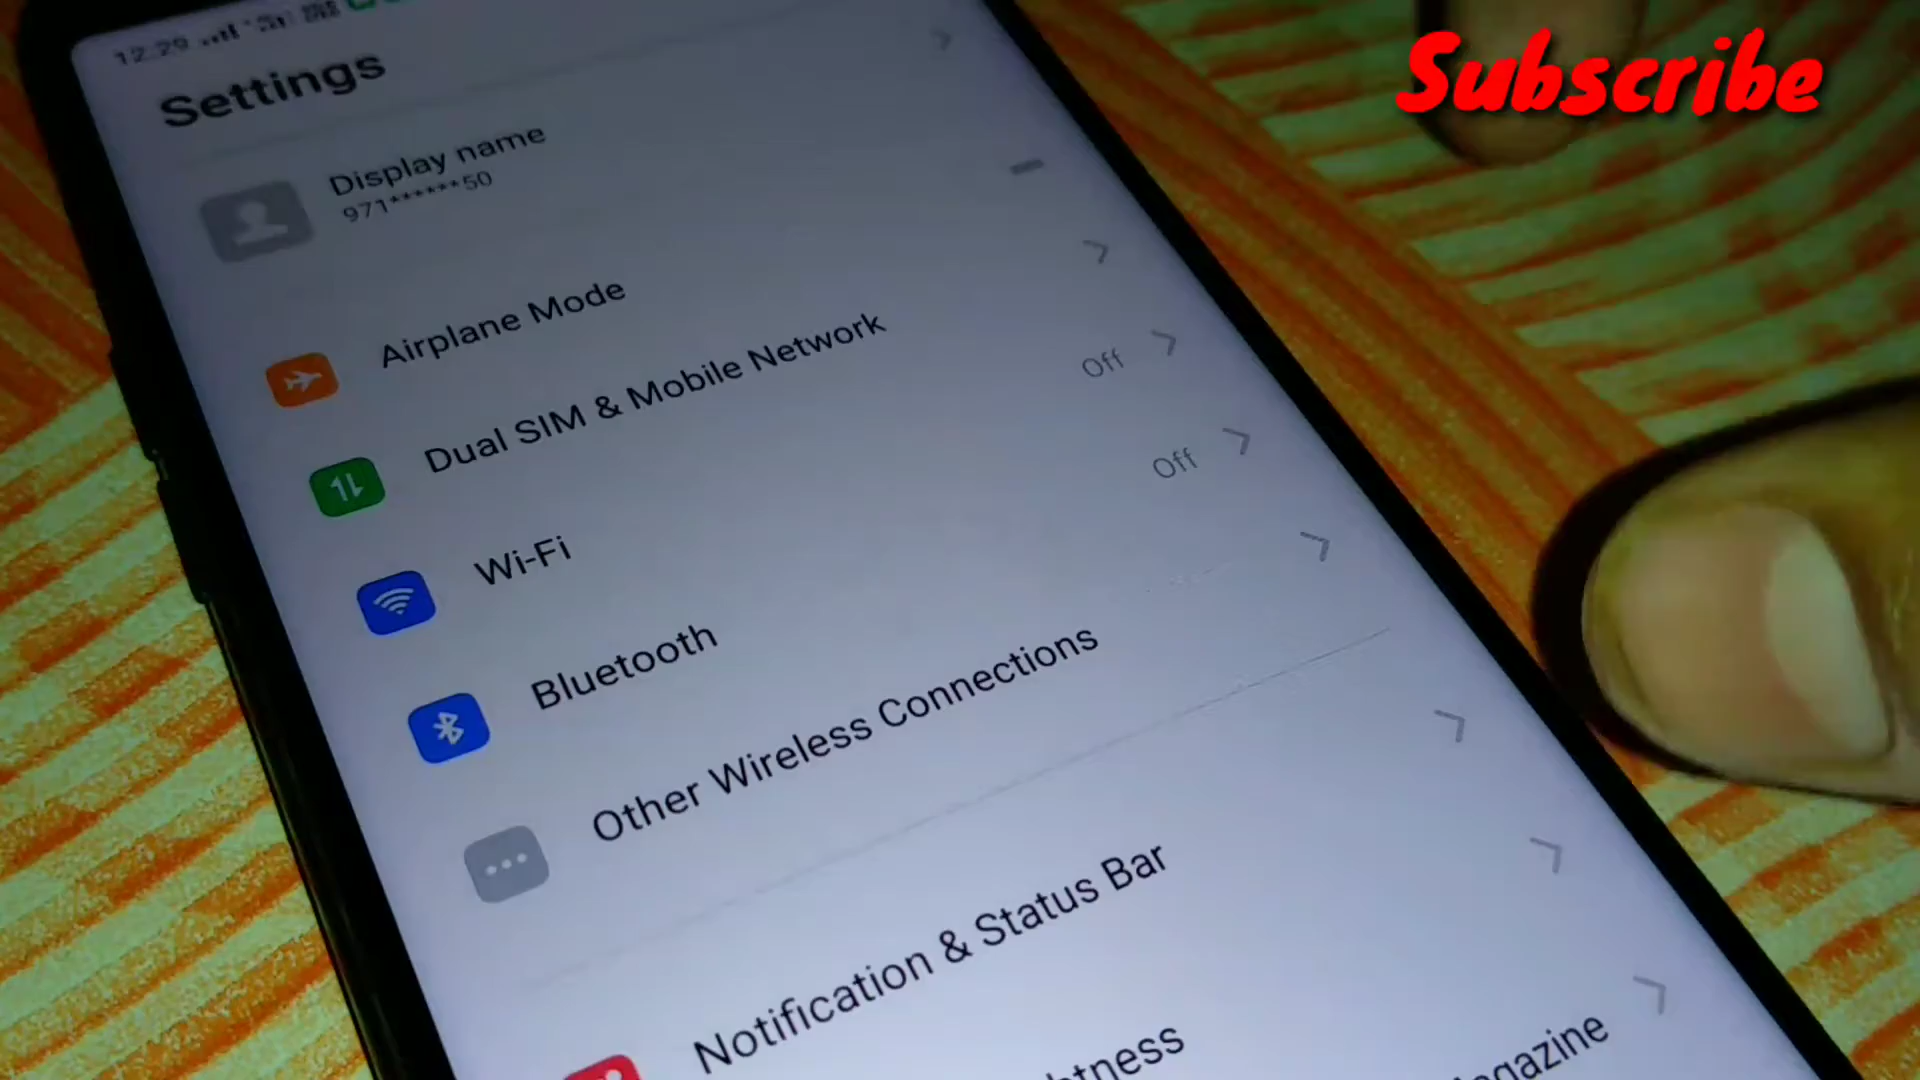 12:29
Subscribe
Settings
Display name
971******50
Airplane Mode
Dual SIM & Mobile Network
Wi-Fi
Off
Bluetooth
Off
Other Wireless Connections
Notification & Status Bar